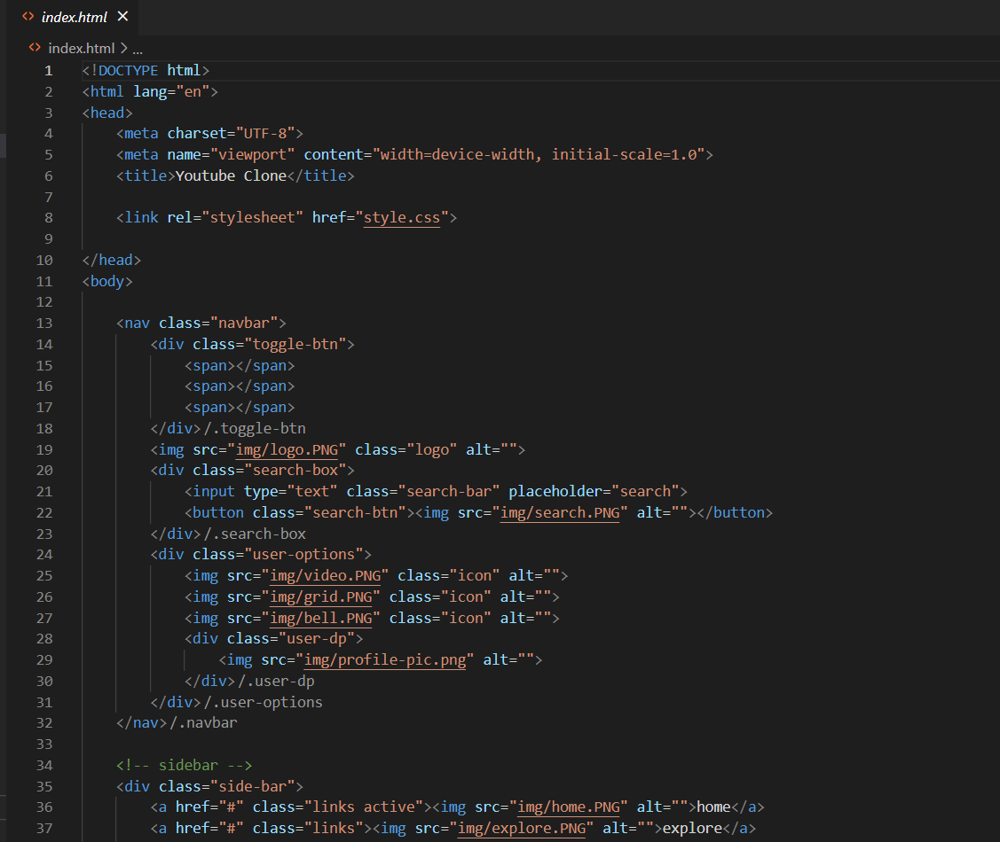 <> index.html ×
<> index.html > ...
1 <!DOCTYPE html>
2 <html lang="en">
3 <head>
4     <meta charset="UTF-8">
5     <meta name="viewport" content="width=device-width, initial-scale=1.0">
6     <title>Youtube Clone</title>
7
8     <link rel="stylesheet" href="style.css">
9
10 </head>
11 <body>
12
13     <nav class="navbar">
14         <div class="toggle-btn">
15             <span></span>
16             <span></span>
17             <span></span>
18         </div>/.toggle-btn
19         <img src="img/logo.PNG" class="logo" alt="">
20         <div class="search-box">
21             <input type="text" class="search-bar" placeholder="search">
22             <button class="search-btn"><img src="img/search.PNG" alt=""></button>
23         </div>/.search-box
24         <div class="user-options">
25             <img src="img/video.PNG" class="icon" alt="">
26             <img src="img/grid.PNG" class="icon" alt="">
27             <img src="img/bell.PNG" class="icon" alt="">
28             <div class="user-dp">
29                 <img src="img/profile-pic.png" alt="">
30             </div>/.user-dp
31         </div>/.user-options
32     </nav>/.navbar
33
34     <!-- sidebar -->
35     <div class="side-bar">
36         <a href="#" class="links active"><img src="img/home.PNG" alt="">home</a>
37         <a href="#" class="links"><img src="img/explore.PNG" alt="">explore</a>